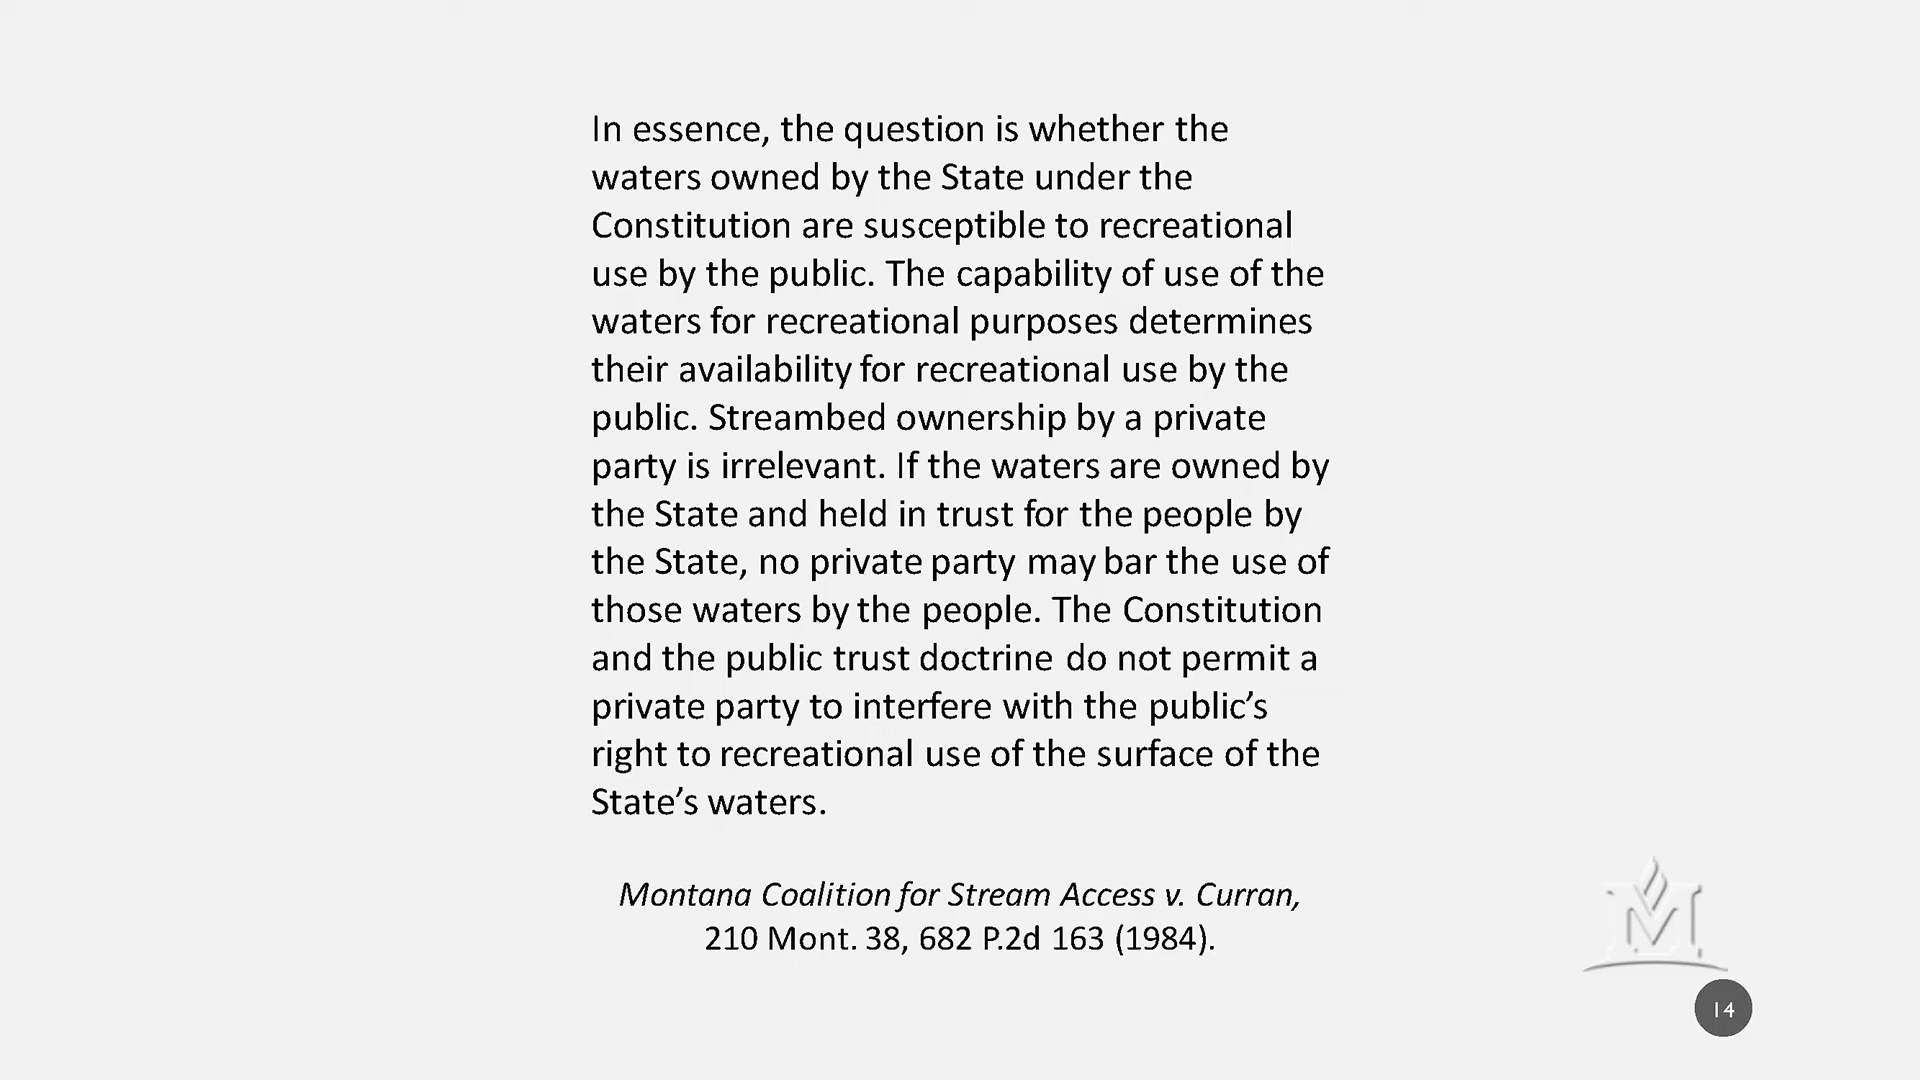 In essence, the question is whether the
waters owned by the State under the
Constitution are susceptible to recreational
use by the public. The capability of use of the
waters for recreational purposes determines
their availability for recreational use by the
public. Streambed ownership by a private
party is irrelevant. If the waters are owned by
the State and held in trust for the people by
the State, no private party may bar the use of
those waters by the people. The Constitution
and the public trust doctrine do not permit a
private party to interfere with the public’s
right to recreational use of the surface of the
State’s waters.
Montana Coalition for Stream Access v. Curran,
210 Mont. 38, 682 P.2d 163 (1984).
M
14